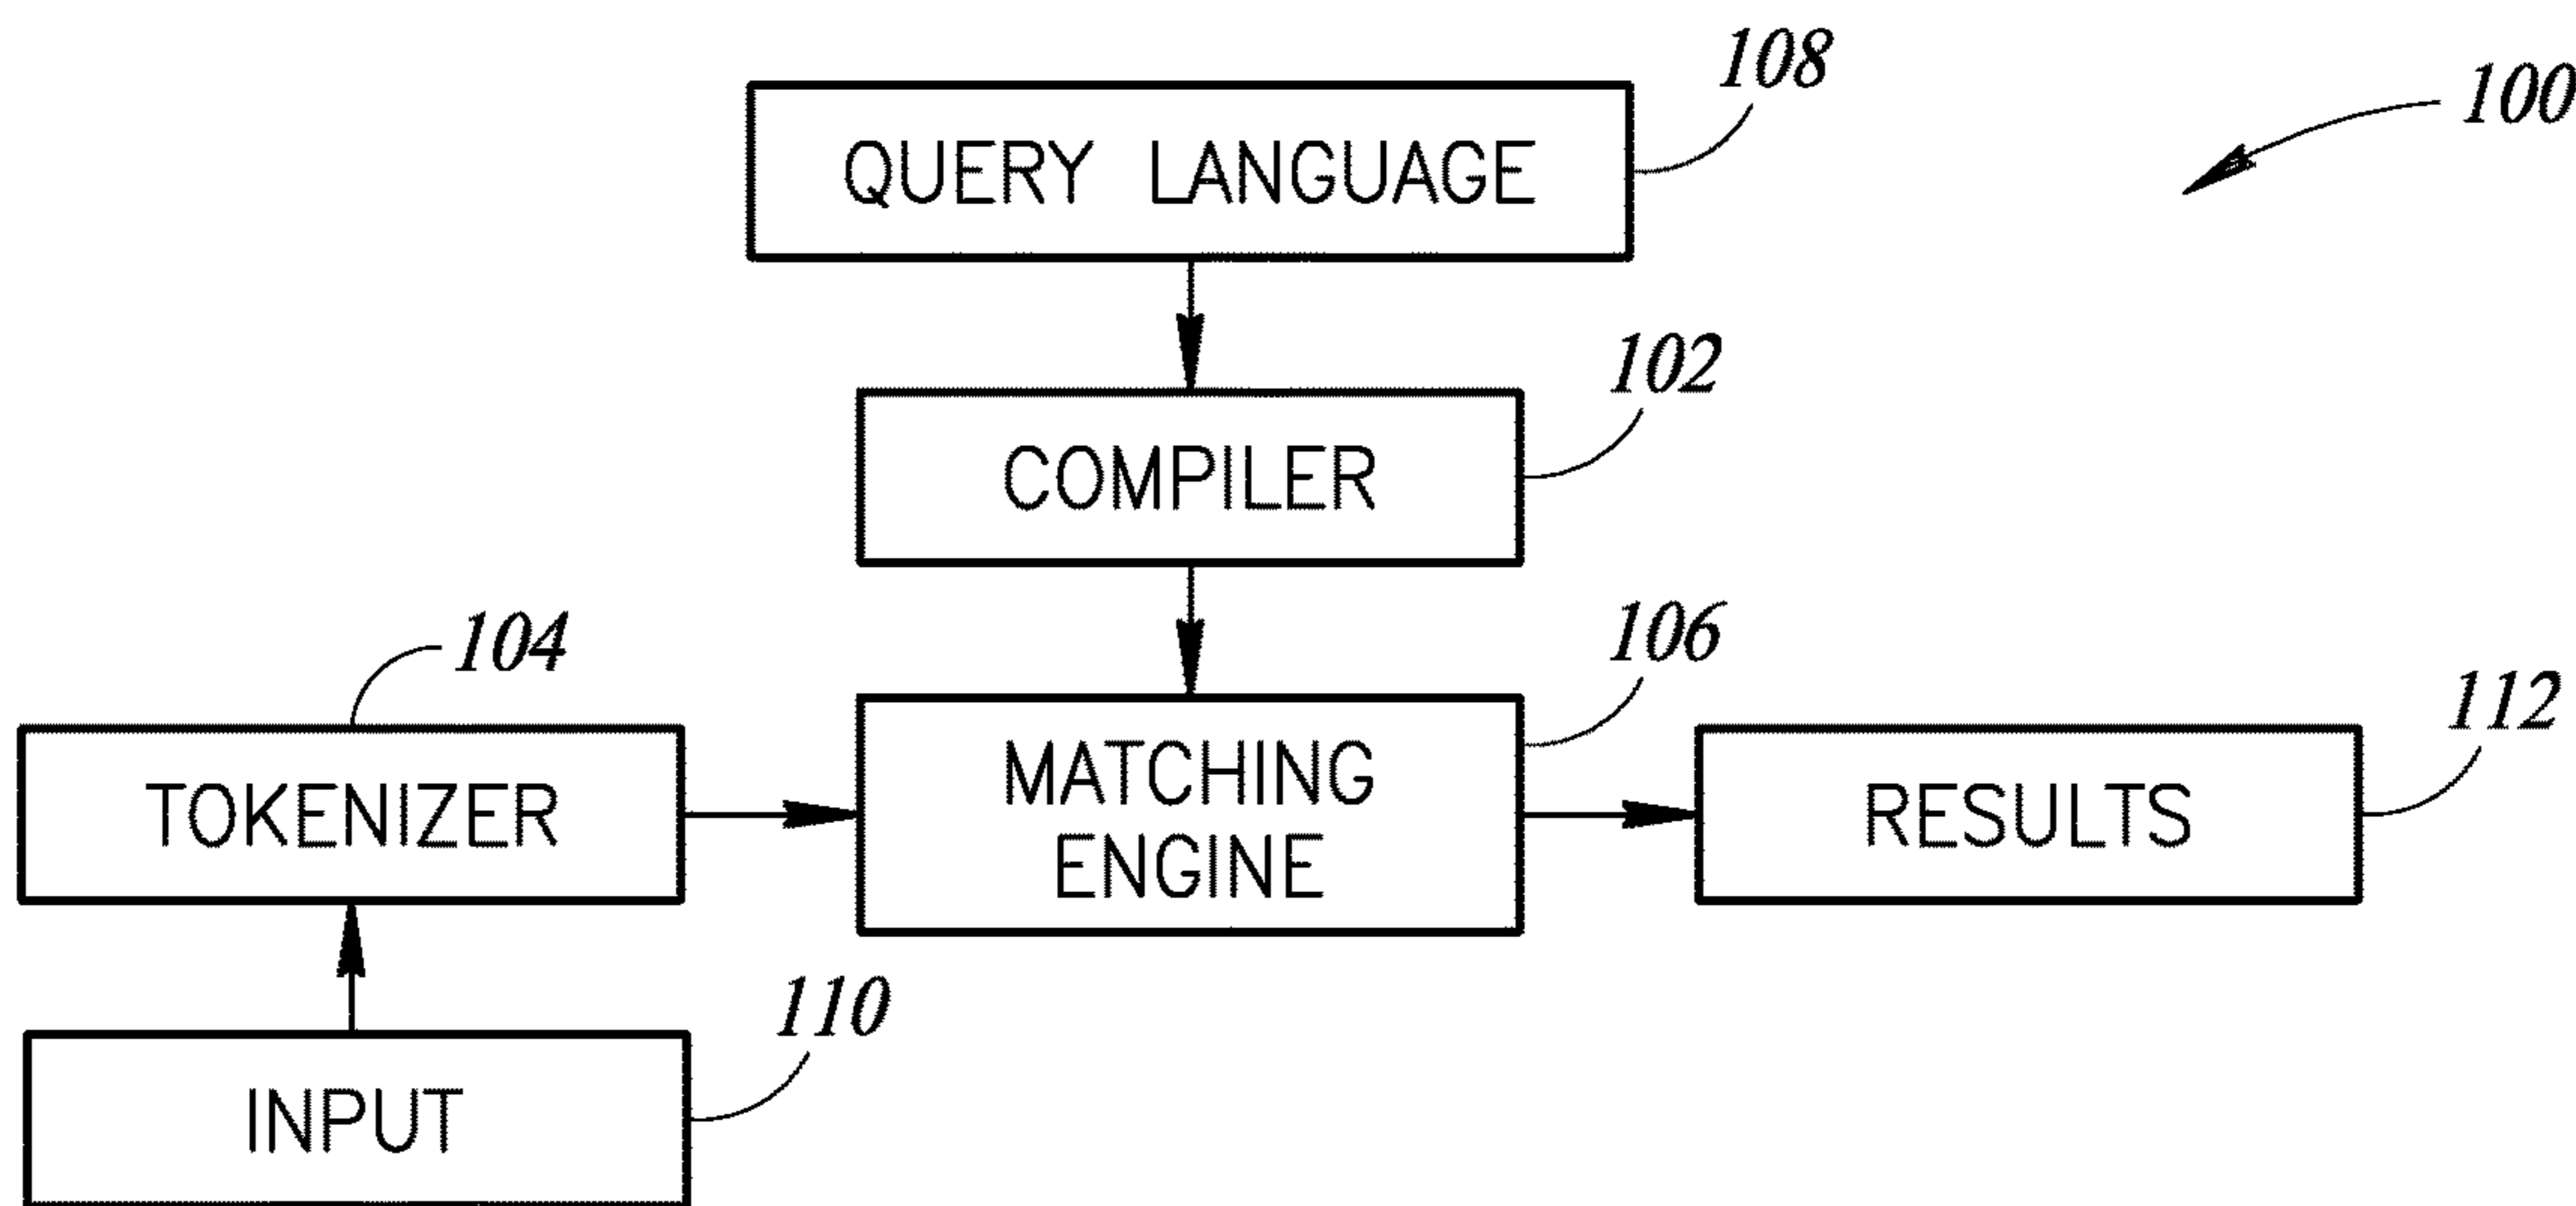 108
100
QUERY LANGUAGE
102
COMPILER
104
106
112
TOKENIZER
MATCHING
ENGINE
RESULTS
110
INPUT